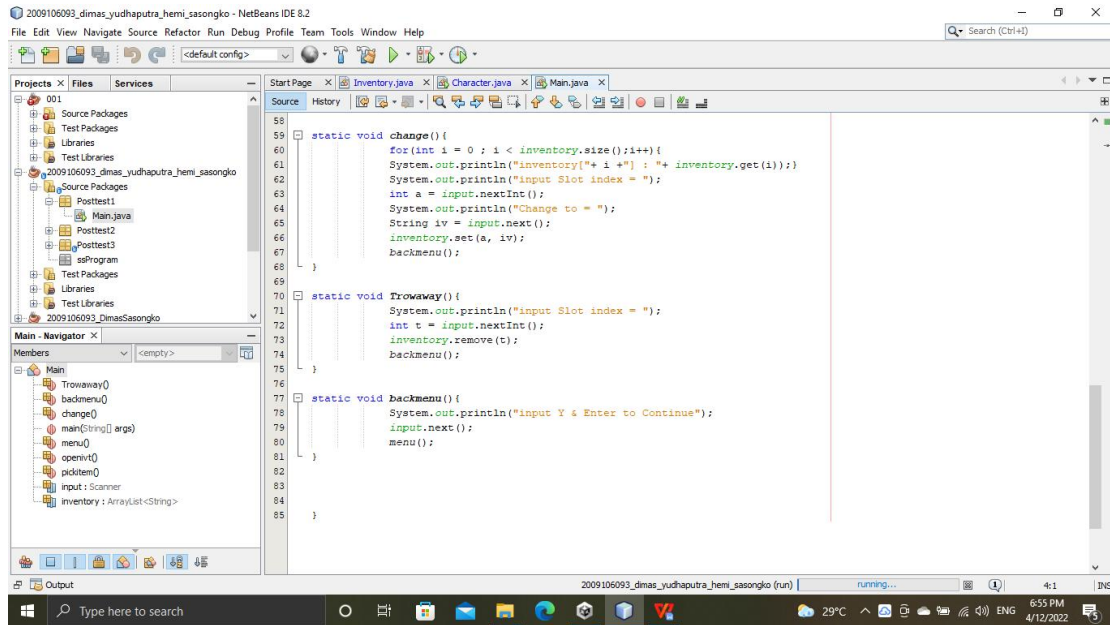 2009106093_dimas_yudhaputra_hemi_sasongko - NetBeans IDE 8.2
File Edit View Navigate Source Refactor Run Debug Profile Team Tools Window Help
Search (Ctrl+I)
<default config>
Projects Files Services
001
Source Packages
Test Packages
Libraries
Test Libraries
2009106093_dimas_yudhaputra_hemi_sasongko
Source Packages
Posttest1
Main.java
Posttest2
Posttest3
ssProgram
Test Packages
Libraries
Test Libraries
2009106093_DimasSasongko
Main - Navigator
Members <empty>
Main
Trowaway()
backmenu()
change()
main(String[] args)
menu()
openivt()
pickitem()
input : Scanner
inventory : ArrayList<String>
Start Page Inventory.java Character.java Main.java
Source History
58
59 static void change(){
60 for(int i = 0 ; i < inventory.size();i++){
61 System.out.println("inventory["+ i +"] : "+ inventory.get(i));}
62 System.out.println("input Slot index = ");
63 int a = input.nextInt();
64 System.out.println("Change to = ");
65 String iv = input.next();
66 inventory.set(a, iv);
67 backmenu();
68 }
69
70 static void Trowaway(){
71 System.out.println("input Slot index = ");
72 int t = input.nextInt();
73 inventory.remove(t);
74 backmenu();
75 }
76
77 static void backmenu(){
78 System.out.println("input Y & Enter to Continue");
79 input.next();
80 menu();
81 }
82
83
84
85 }
Output
2009106093_dimas_yudhaputra_hemi_sasongko (run) running... 4:1 INS
Type here to search
29°C ENG 6:55 PM
4/12/2022